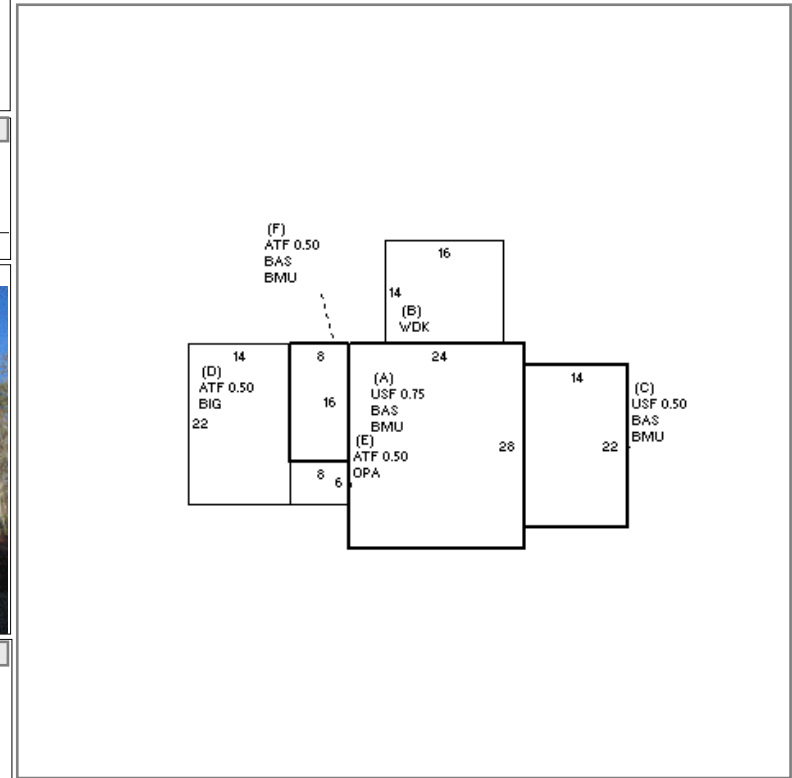 (F)
ATF 0.50
BAS
BMU
16
14
(B)
WDK
14
(D)
ATF 0.50
BIG
22
8
16
24
(A)
USF 0.75
BAS
BMU
(E)
ATF 0.50
OPA
8
6
28
14
22
(C)
USF 0.50
BAS
BMU